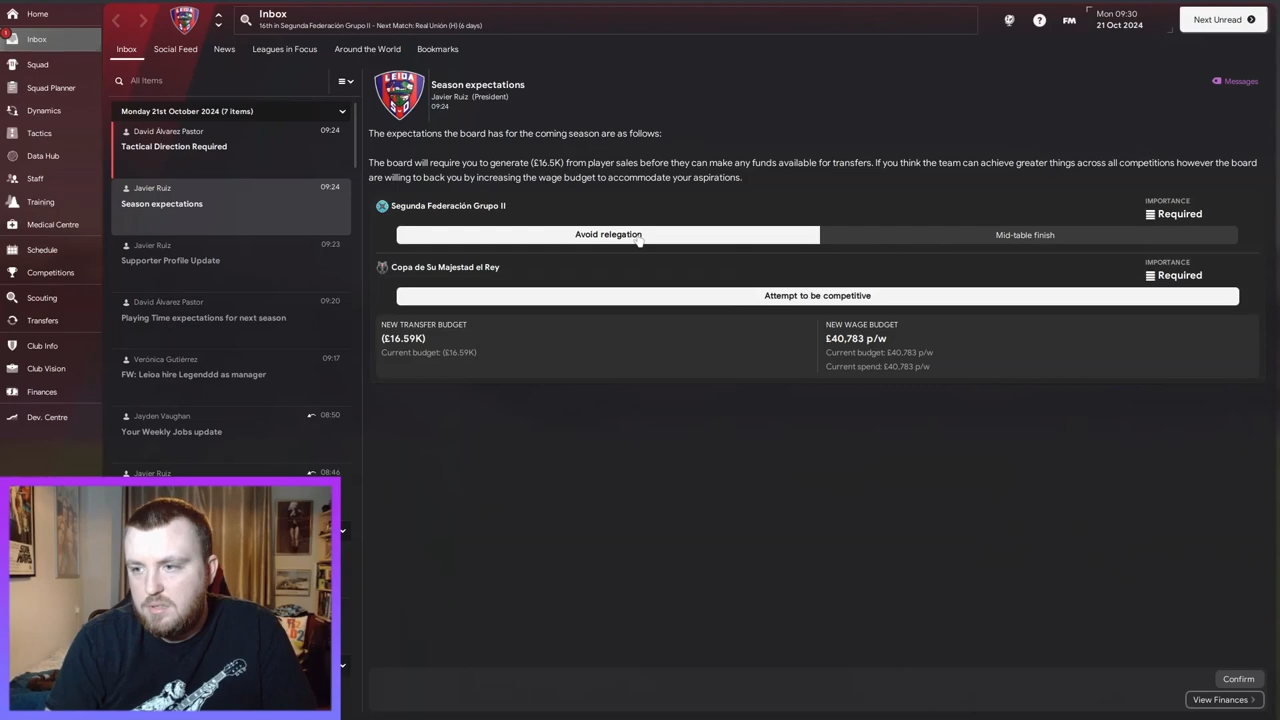 Home
Inbox
Squad
Squad Planner
Dynamics
Tactics
Data Hub
Staff
Training
Medical Centre
Schedule
Competitions
Scouting
Transfers
Club Info
Club Vision
Finances
Dev. Centre
1
Inbox
16th in Segunda Federación Grupo II - Next Match: Real Unión (H) (6 days)
?
FM
Mon 09:30
21 Oct 2024
Next Unread
Inbox
Social Feed
News
Leagues in Focus
Around the World
Bookmarks
All Items
Monday 21st October 2024 (7 items)
David Álvarez Pastor
09:24
Tactical Direction Required
Javier Ruiz
09:24
Season expectations
Javier Ruiz
09:23
Supporter Profile Update
David Álvarez Pastor
09:20
Playing Time expectations for next season
Verónica Gutiérrez
09:17
FW: Leioa hire Legenddd as manager
Jayden Vaughan
08:50
Your Weekly Jobs update
Javier Ruiz
08:46
Season expectations
Javier Ruiz (President)
09:24
Messages
The expectations the board has for the coming season are as follows:
The board will require you to generate (£16.5K) from player sales before they can make any funds available for transfers. If you think the team can achieve greater things across all competitions however the board
are willing to back you by increasing the wage budget to accommodate your aspirations.
Segunda Federación Grupo II
IMPORTANCE
Required
Avoid relegation
Mid-table finish
Copa de Su Majestad el Rey
IMPORTANCE
Required
Attempt to be competitive
NEW TRANSFER BUDGET
(£16.59K)
Current budget: (£16.59K)
NEW WAGE BUDGET
£40,783 p/w
Current budget: £40,783 p/w
Current spend: £40,783 p/w
Confirm
View Finances